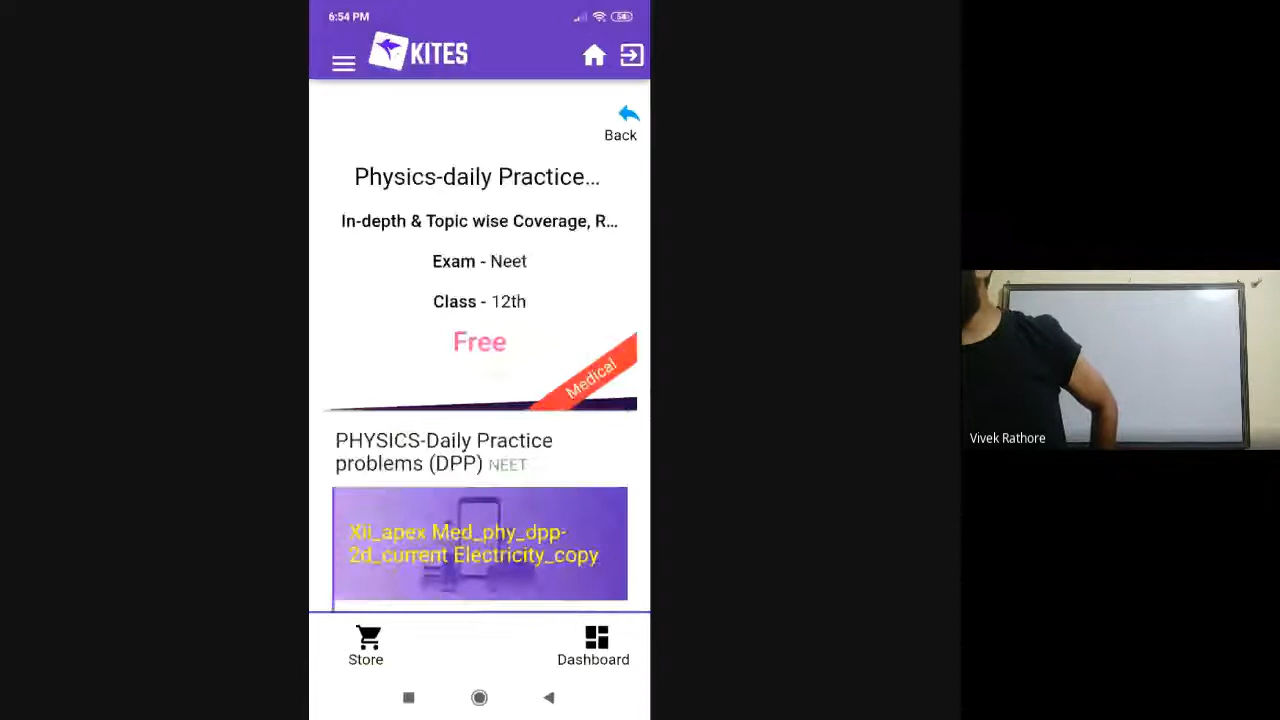 6:54 PM
54
KITES
Back
Physics-daily Practice...
In-depth & Topic wise Coverage, R...
Exam - Neet
Class - 12th
Free
Medical
PHYSICS-Daily Practice
problems (DPP) NEET
Xii_apex Med_phy_dpp-
2d_current Electricity_copy
Store
Dashboard
Vivek Rathore